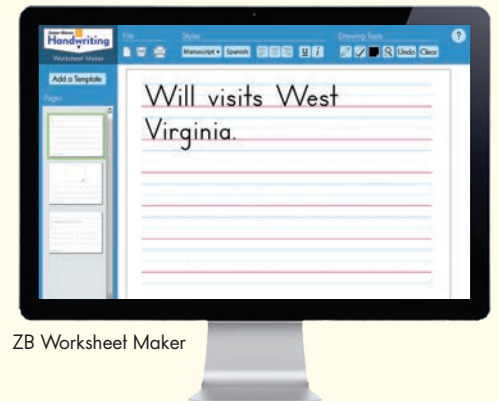 Zaner-Bloser
Handwriting
Worksheet Maker
File
Styles
Drawing Tools
Manuscript
Spanish
U
i
Undo
Clear
?
Add a Template
Pages
Will visits West
Virginia.
ZB Worksheet Maker